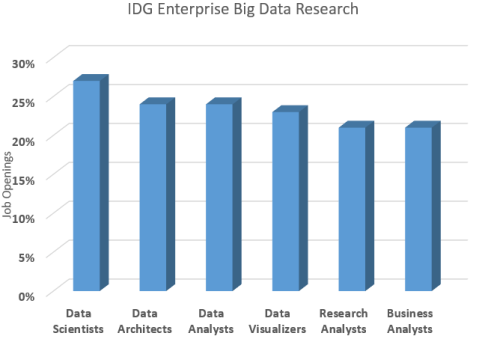 IDG Enterprise Big Data Research
30%
25%
20%
15%
10%
5%
0%
Job Openings
Data Scientists
Data Architects
Data Analysts
Data Visualizers
Research Analysts
Business Analysts